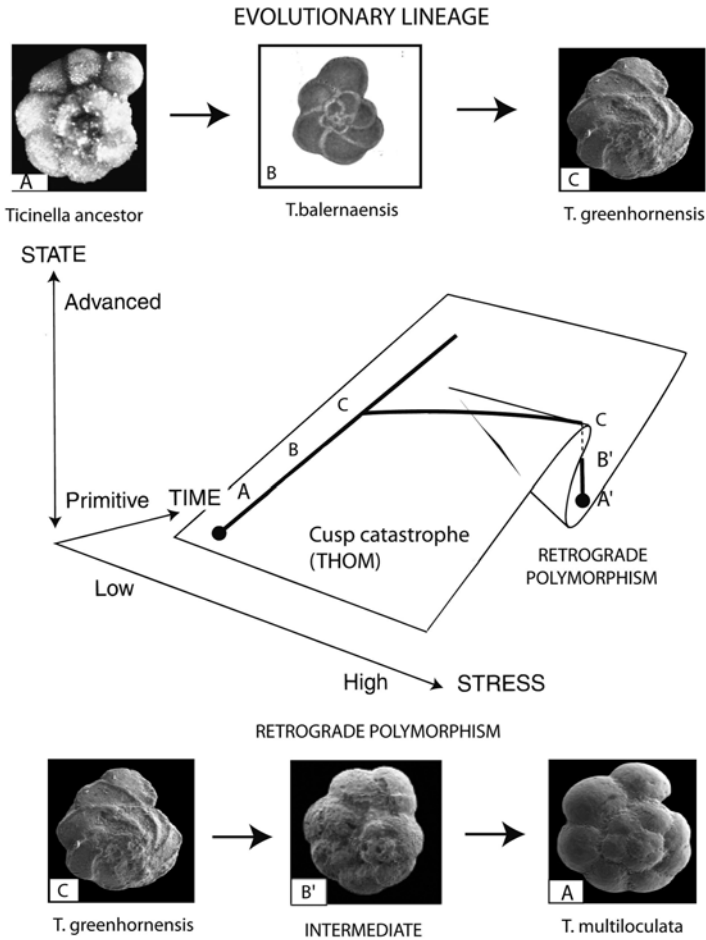 EVOLUTIONARY LINEAGE
A
B
C
Ticinella ancestor
T.balernaensis
T. greenhornensis
STATE
Advanced
C
C
B
B'
Primitive
TIME
A
A'
Cusp catastrophe
(THOM)
RETROGRADE
POLYMORPHISM
Low
High
STRESS
RETROGRADE POLYMORPHISM
C
B'
A
T. greenhornensis
INTERMEDIATE
T. multiloculata